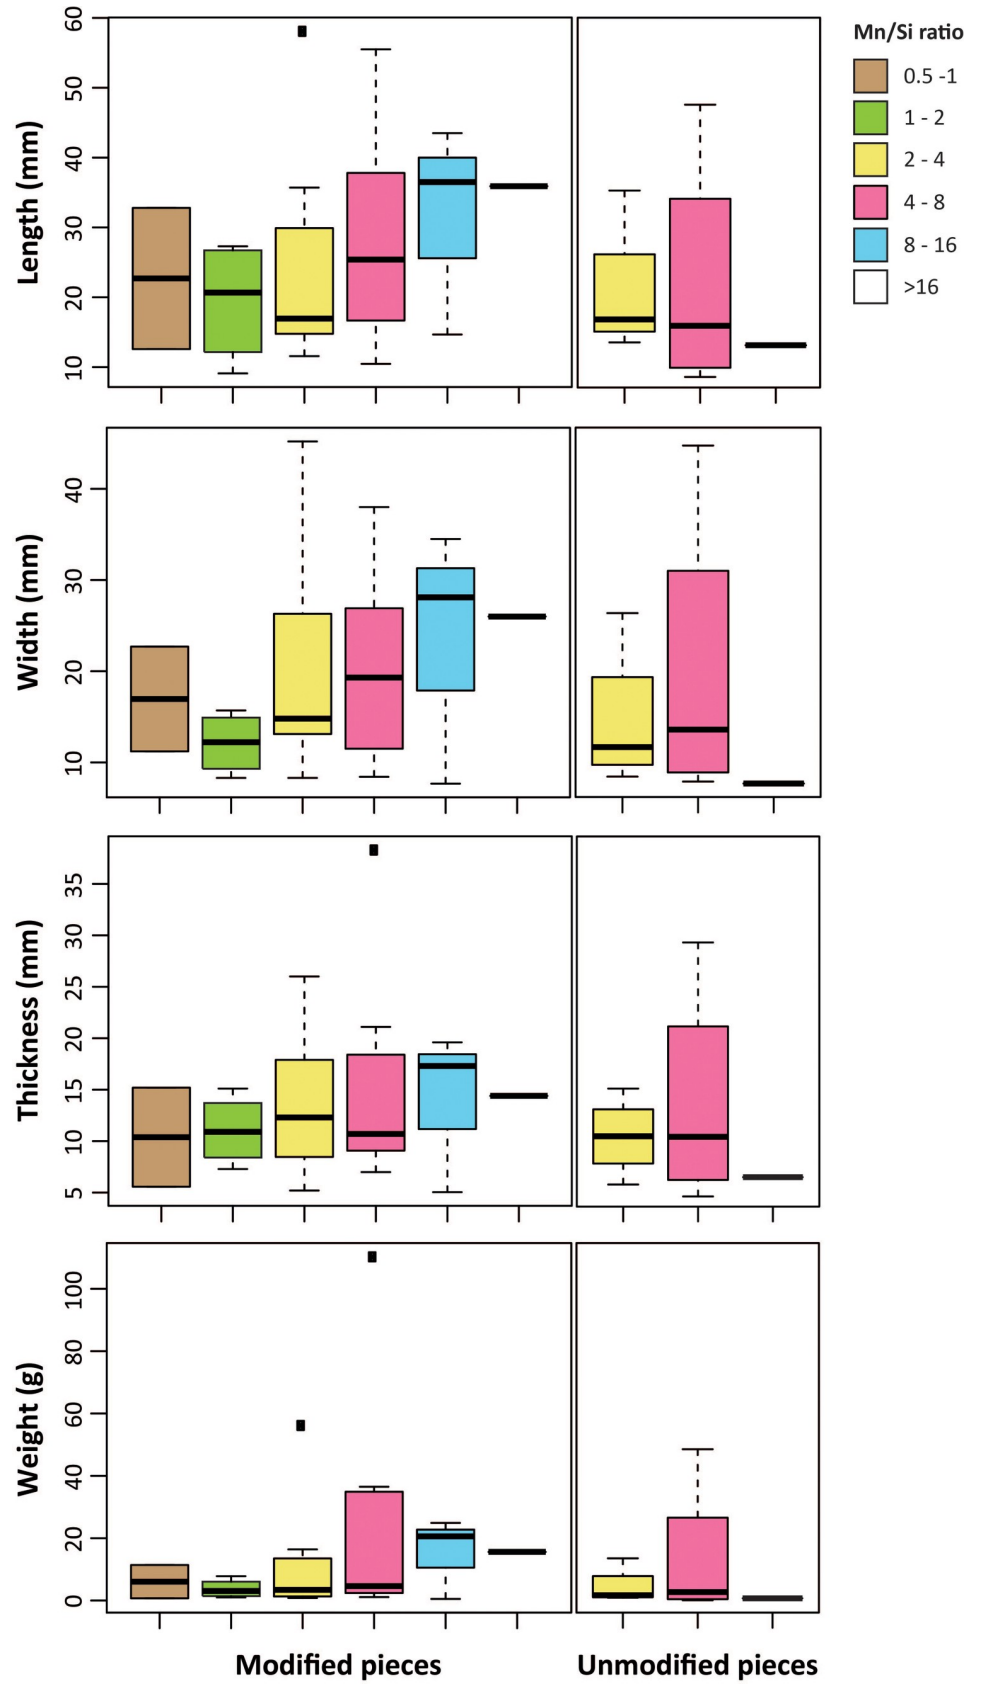 Mn/Si ratio
0.5 -1
1 - 2
2 - 4
4 - 8
8 - 16
>16
Length (mm)
60
50
40
30
20
10
Width (mm)
40
30
20
10
Thickness (mm)
35
30
25
20
15
10
5
Weight (g)
100
80
60
40
20
0
Modified pieces
Unmodified pieces